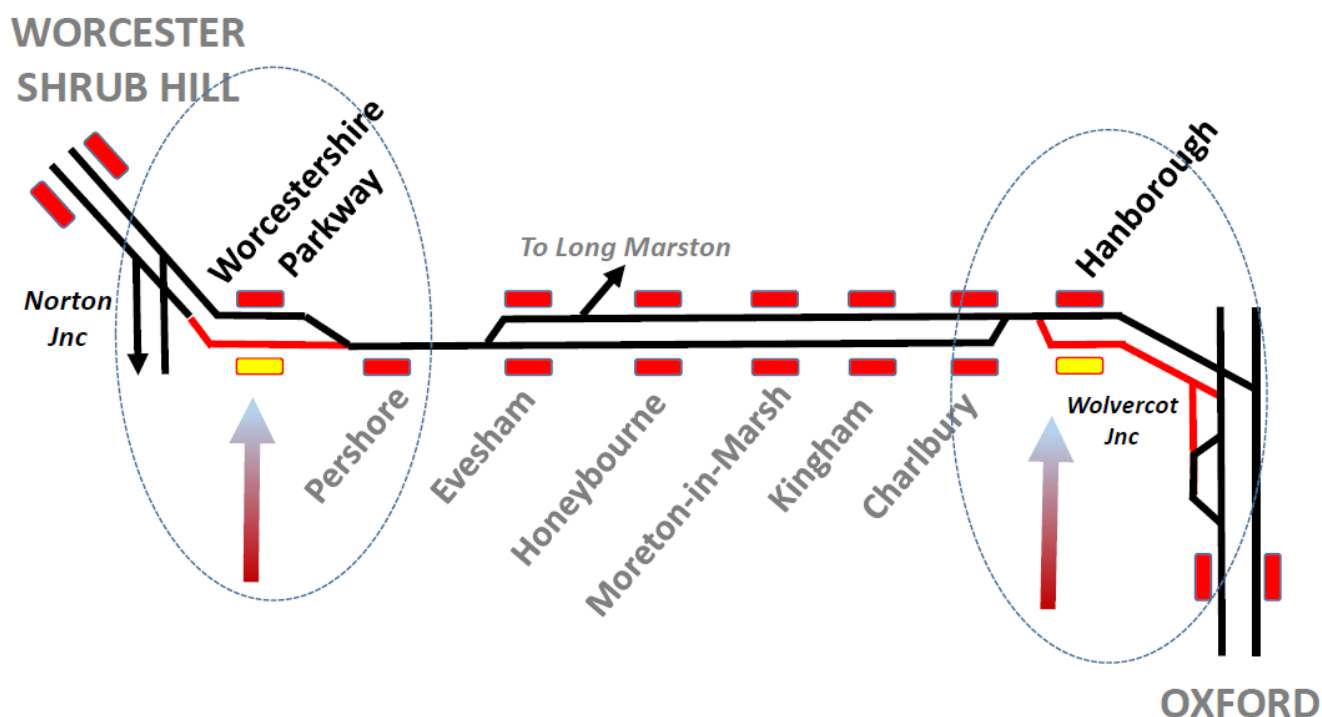 WORCESTER
SHRUB HILL
Worcestershire
Parkway
Hanborough
To Long Marston
Norton
Jnc
Pershore
Evesham
Honeybourne
Moreton-in-Marsh
Kingham
Charlbury
Wolvercot
Jnc
OXFORD